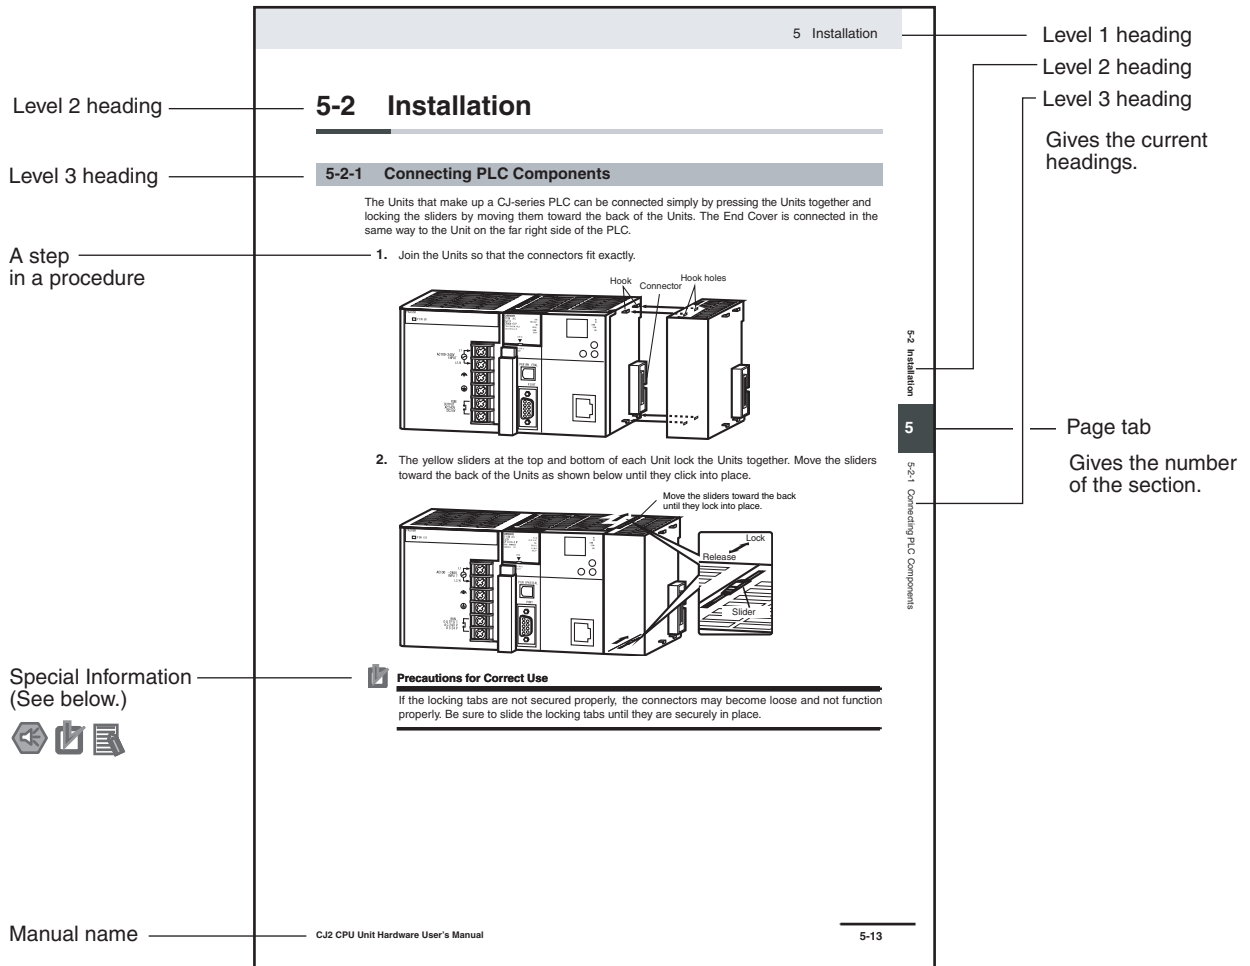 5 Installation
Level 1 heading
Level 2 heading
Level 3 heading
Gives the current
headings.
Level 2 heading
5-2 Installation
Level 3 heading
5-2-1 Connecting PLC Components
The Units that make up a CJ-series PLC can be connected simply by pressing the Units together and
locking the sliders by moving them toward the back of the Units. The End Cover is connected in the
same way to the Unit on the far right side of the PLC.
A step
in a procedure
1. Join the Units so that the connectors fit exactly.
Hook
Connector
Hook holes
5-2 Installation
5
Page tab
Gives the number
of the section.
5-2-1 Connecting PLC Components
2. The yellow sliders at the top and bottom of each Unit lock the Units together. Move the sliders
toward the back of the Units as shown below until they click into place.
Move the sliders toward the back
until they lock into place.
Lock
Release
Slider
Special Information
(See below.)
Precautions for Correct Use
If the locking tabs are not secured properly, the connectors may become loose and not function
properly. Be sure to slide the locking tabs until they are securely in place.
Manual name
CJ2 CPU Unit Hardware User's Manual
5-13